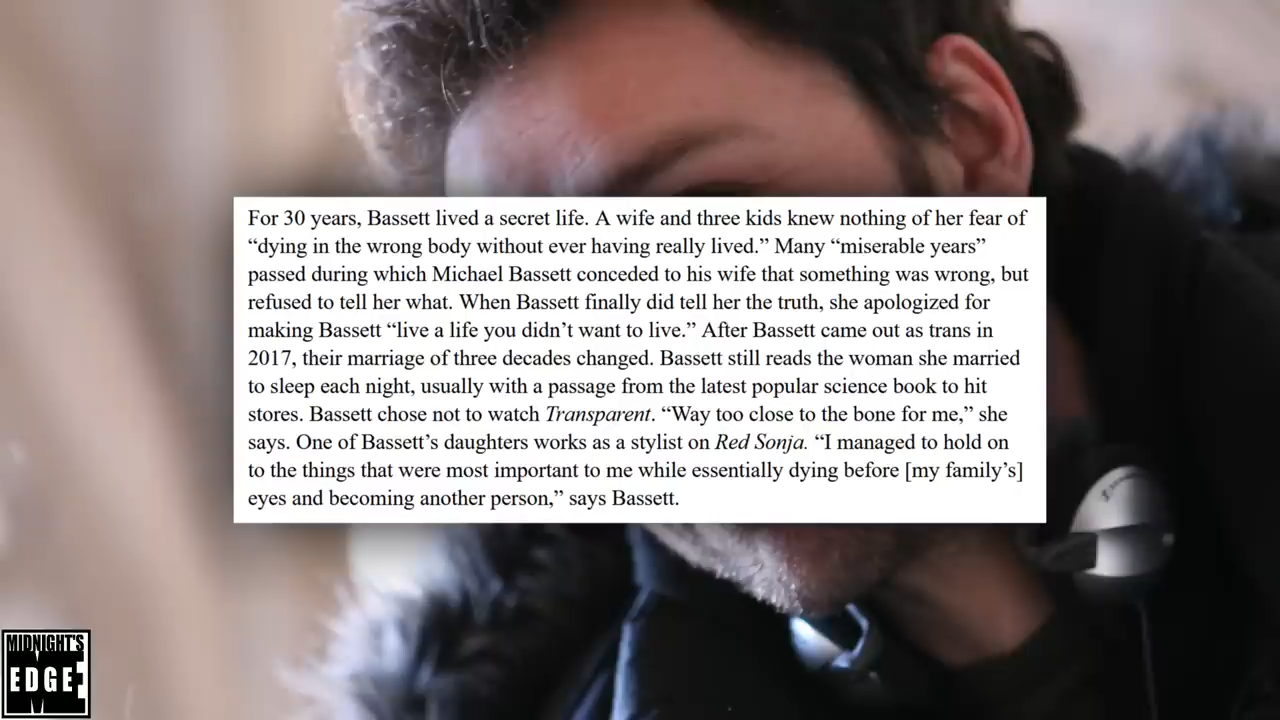 For 30 years, Bassett lived a secret life. A wife and three kids knew nothing of her fear of
“dying in the wrong body without ever having really lived.” Many “miserable years”
passed during which Michael Bassett conceded to his wife that something was wrong, but
refused to tell her what. When Bassett finally did tell her the truth, she apologized for
making Bassett “live a life you didn’t want to live.” After Bassett came out as trans in
2017, their marriage of three decades changed. Bassett still reads the woman she married
to sleep each night, usually with a passage from the latest popular science book to hit
stores. Bassett chose not to watch Transparent. “Way too close to the bone for me,” she
says. One of Bassett’s daughters works as a stylist on Red Sonja. “I managed to hold on
to the things that were most important to me while essentially dying before [my family’s]
eyes and becoming another person,” says Bassett.
MIDNIGHT'S
EDGE
ME